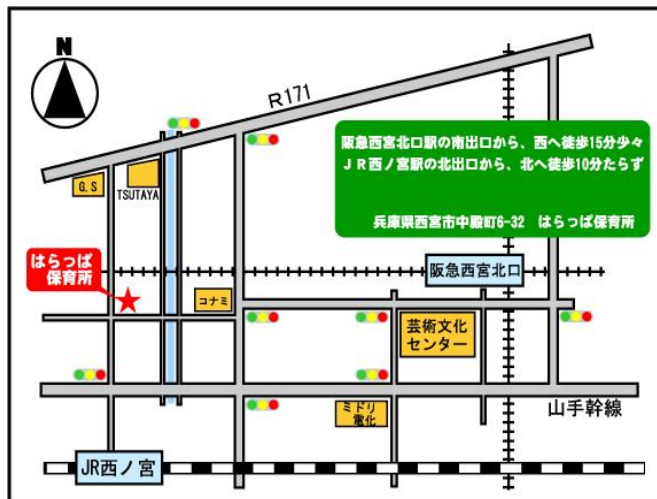 N
R171
阪急西宮北口駅の南出口から、西へ徒歩15分少々
ＪＲ西ノ宮駅の北出口から、北へ徒歩10分たらず
兵庫県西宮市中殿町6-32　はらっぱ保育所
G.S
TSUTAYA
はらっぱ
保育所
阪急西宮北口
コナミ
芸術文化
センター
ミドリ
電化
山手幹線
JR西ノ宮